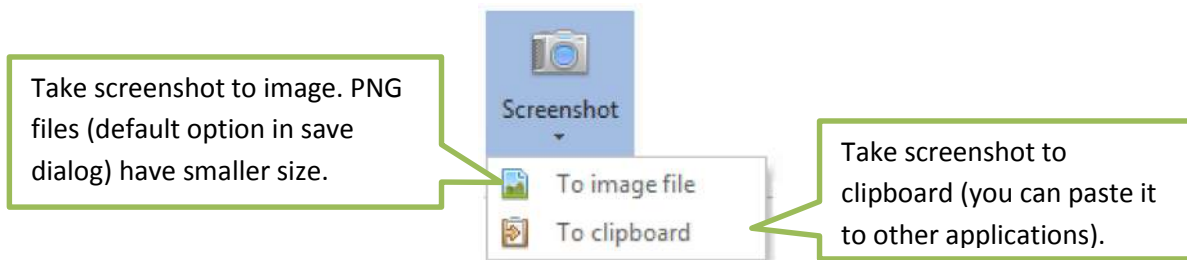 Take screenshot to image. PNG
files (default option in save
dialog) have smaller size.
Screenshot
To image file
To clipboard
Take screenshot to
clipboard (you can paste it
to other applications).